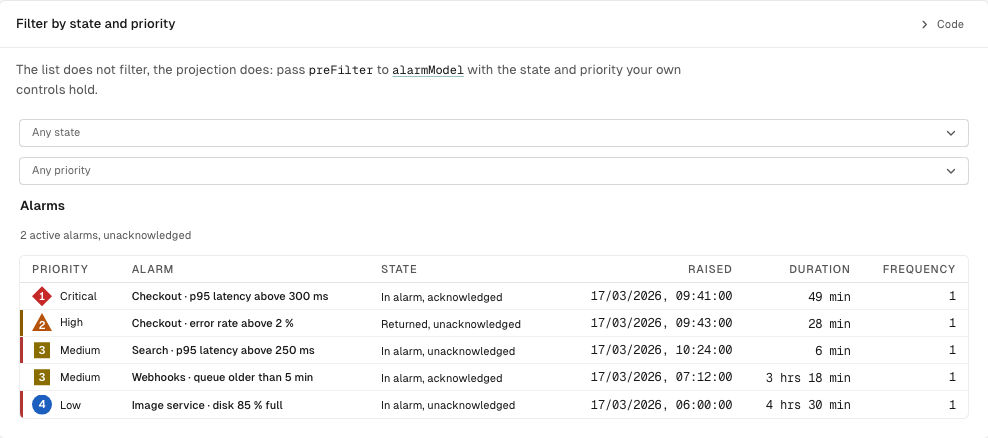 Filter by state and priority
Code
The list does not filter, the projection does: pass preFilter to alarmModel with the state and priority your own
controls hold.
Any state
Any priority
Alarms
2 active alarms, unacknowledged
PRIORITY ALARM STATE RAISED DURATION FREQUENCY
1 Critical Checkout · p95 latency above 300 ms In alarm, acknowledged 17/03/2026, 09:41:00 49 min 1
2 High Checkout · error rate above 2 % Returned, unacknowledged 17/03/2026, 09:43:00 28 min 1
3 Medium Search · p95 latency above 250 ms In alarm, unacknowledged 17/03/2026, 10:24:00 6 min 1
3 Medium Webhooks · queue older than 5 min In alarm, acknowledged 17/03/2026, 07:12:00 3 hrs 18 min 1
4 Low Image service · disk 85 % full In alarm, unacknowledged 17/03/2026, 06:00:00 4 hrs 30 min 1